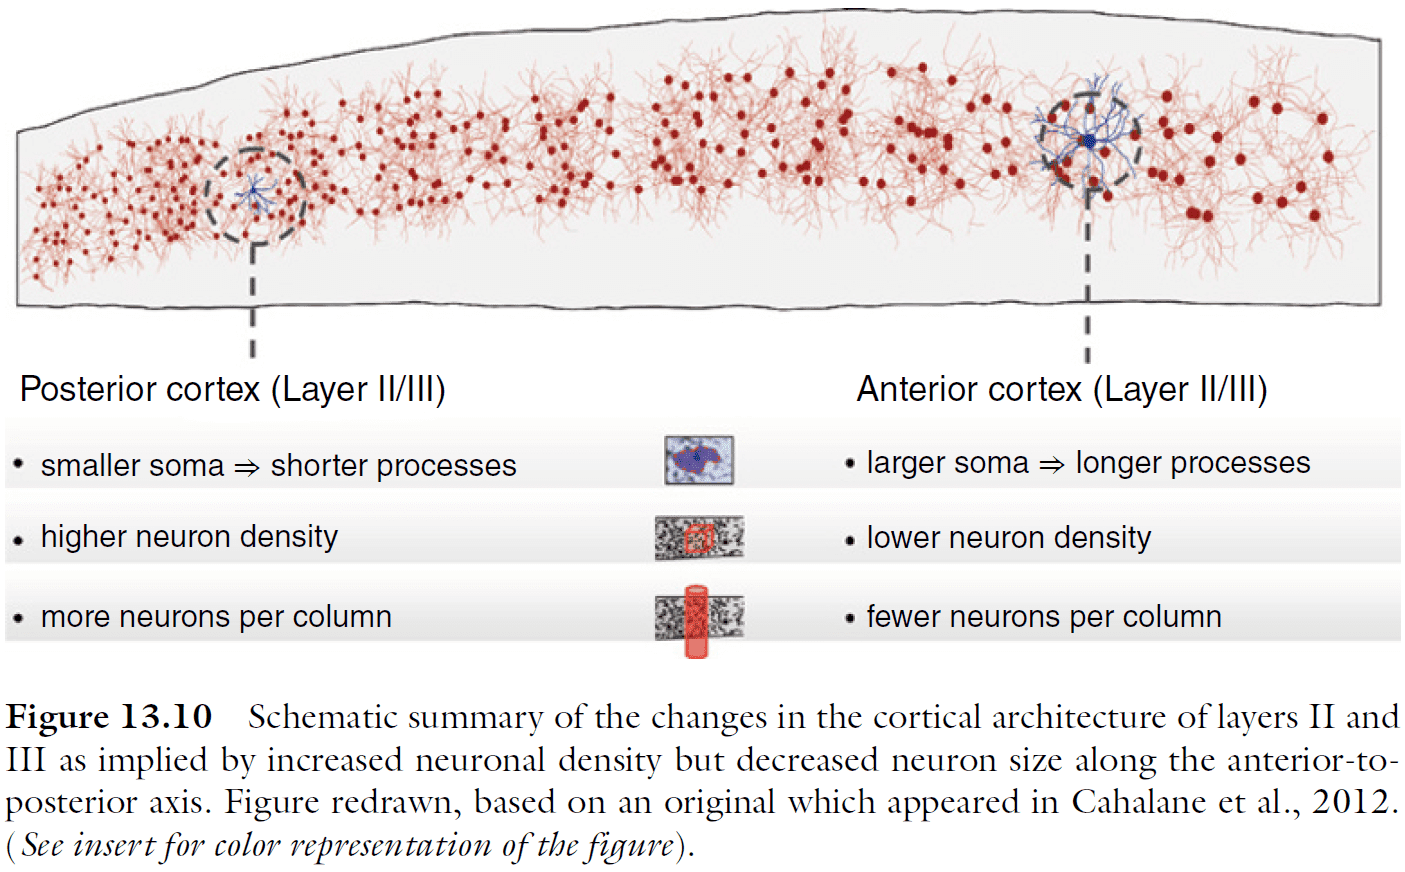 Posterior cortex (Layer II/III)
Anterior cortex (Layer II/III)
• smaller soma ⇒ shorter processes
• larger soma ⇒ longer processes
• higher neuron density
• lower neuron density
• more neurons per column
• fewer neurons per column
Figure 13.10 Schematic summary of the changes in the cortical architecture of layers II and
III as implied by increased neuronal density but decreased neuron size along the anterior-to-
posterior axis. Figure redrawn, based on an original which appeared in Cahalane et al., 2012.
(See insert for color representation of the figure).